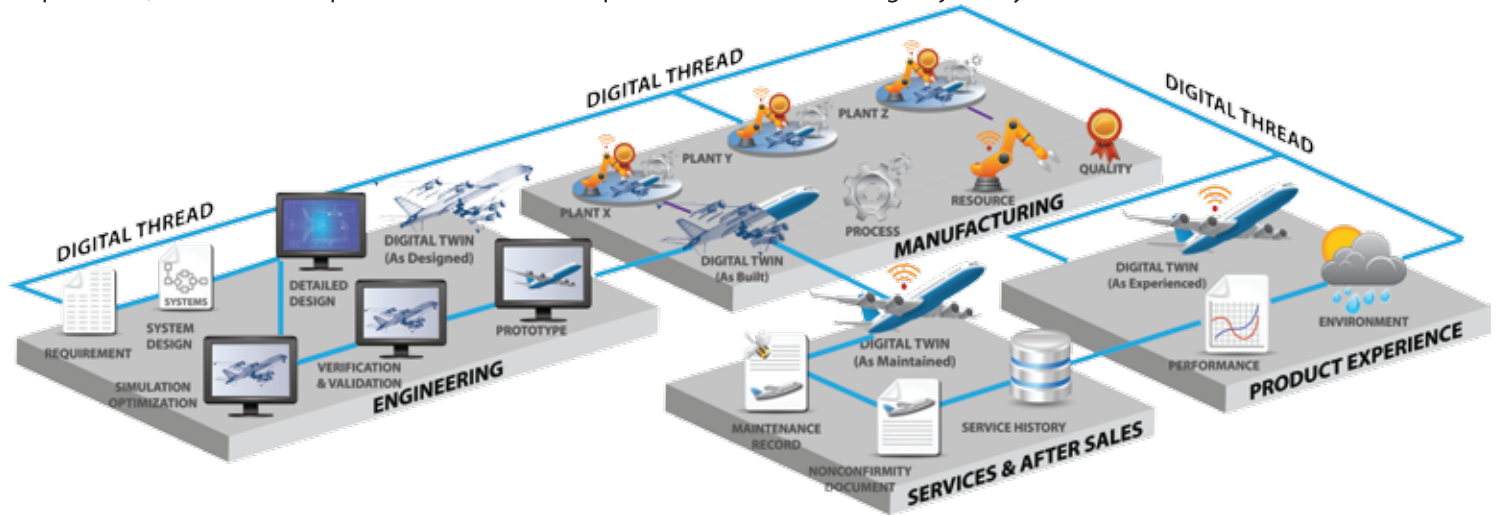 DIGITAL THREAD
DIGITAL THREAD
DIGITAL THREAD
REQUIREMENT
SYSTEMS
SYSTEM
DESIGN
DETAILED
DESIGN
DIGITAL TWIN
(As Designed)
SIMULATION
OPTIMIZATION
VERIFICATION
& VALIDATION
PROTOTYPE
ENGINEERING
PLANT X
PLANT Y
PLANT Z
DIGITAL TWIN
(As Built)
PROCESS
RESOURCE
QUALITY
MANUFACTURING
DIGITAL TWIN
(As Maintained)
MAINTENANCE
RECORD
NONCONFIRMITY
DOCUMENT
SERVICE HISTORY
SERVICES & AFTER SALES
DIGITAL TWIN
(As Experienced)
PERFORMANCE
ENVIRONMENT
PRODUCT EXPERIENCE